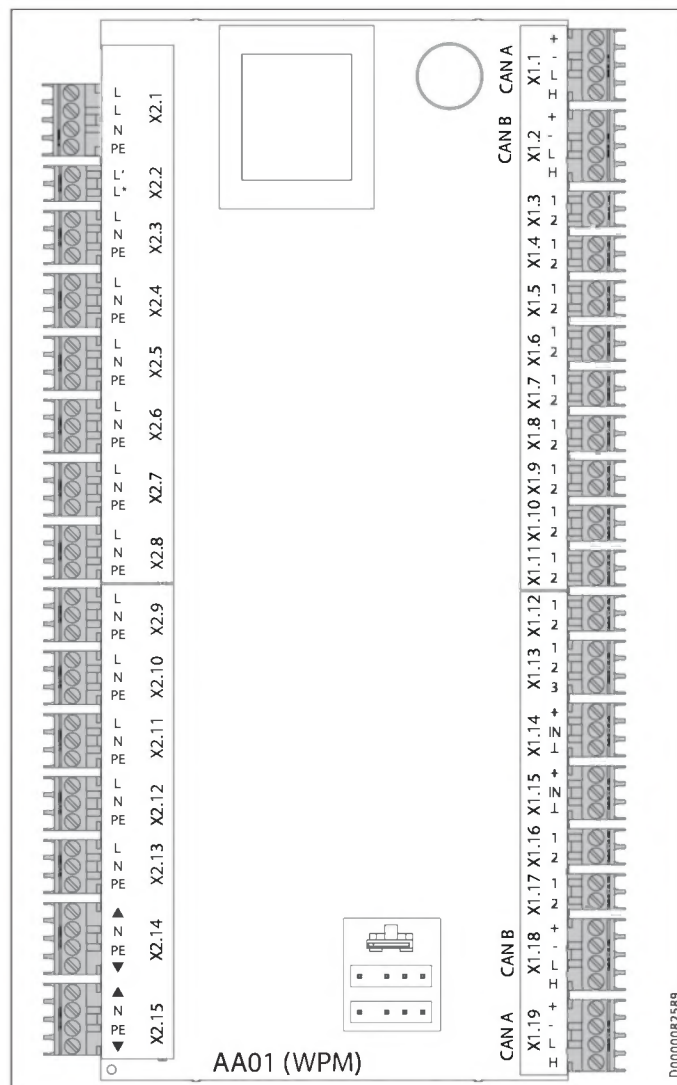 L
L
N
PE
X2.1
L'
L*
X2.2
L
N
PE
X2.3
L
N
PE
X2.4
L
N
PE
X2.5
L
N
PE
X2.6
L
N
PE
X2.7
L
N
PE
X2.8
L
N
PE
X2.9
L
N
PE
X2.10
L
N
PE
X2.11
L
N
PE
X2.12
L
N
PE
X2.13
▲
N
PE
▼
X2.14
▲
N
PE
▼
X2.15
CAN A
X1.1
+
-
L
H
CAN B
X1.2
+
-
L
H
X1.3
1
2
X1.4
1
2
X1.5
1
2
X1.6
1
2
X1.7
1
2
X1.8
1
2
X1.9
1
2
X1.10
1
2
X1.11
1
2
X1.12
1
2
X1.13
1
2
3
X1.14
+
IN
⊥
X1.15
+
IN
⊥
X1.16
1
2
X1.17
1
2
CAN B
X1.18
+
-
L
H
CAN A
X1.19
+
-
L
H
AA01 (WPM)
D0000082589